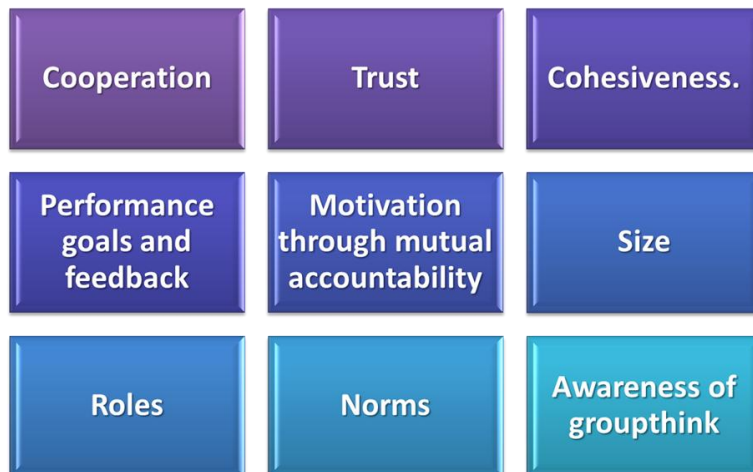 Cooperation
Trust
Cohesiveness.
Performance
goals and
feedback
Motivation
through mutual
accountability
Size
Roles
Norms
Awareness of
groupthink